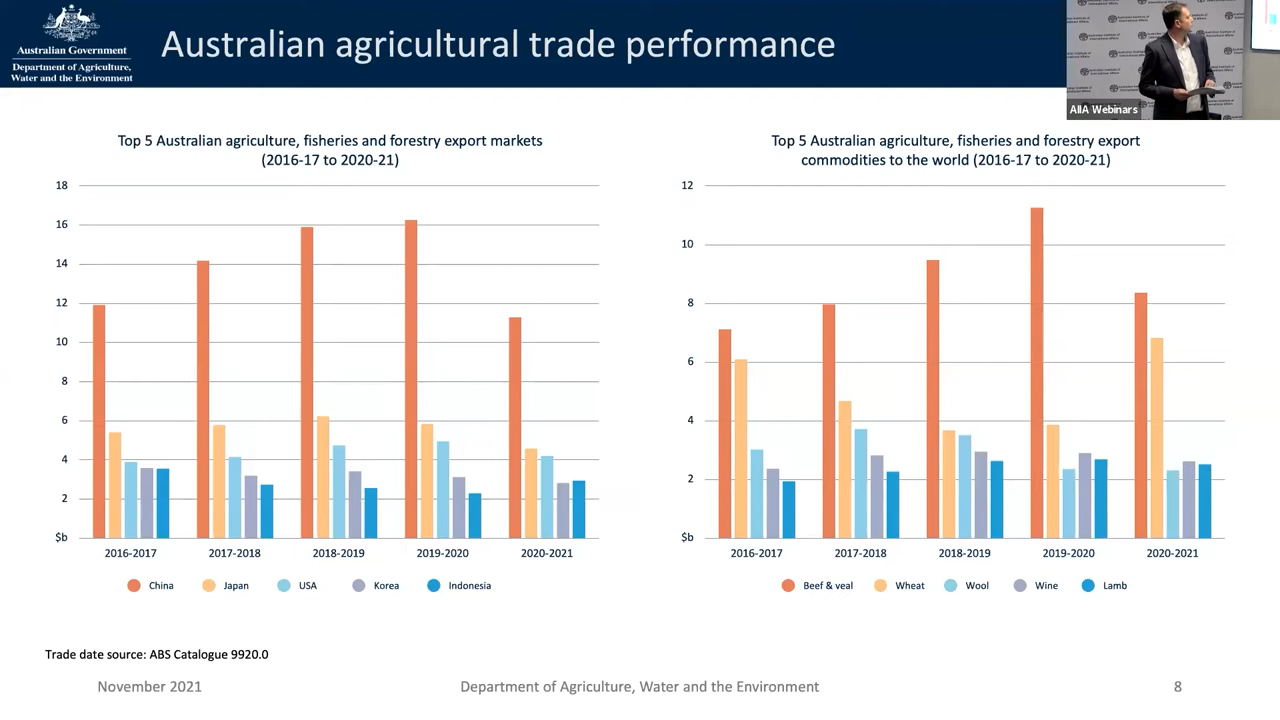 Australian Government
Department of Agriculture,
Water and the Environment
Australian agricultural trade performance
AIIA Webinars
Top 5 Australian agriculture, fisheries and forestry export markets
(2016-17 to 2020-21)
18
16
14
12
10
8
6
4
2
$b
2016-2017
2017-2018
2018-2019
2019-2020
2020-2021
China
Japan
USA
Korea
Indonesia
Top 5 Australian agriculture, fisheries and forestry export
commodities to the world (2016-17 to 2020-21)
12
10
8
6
4
2
$b
2016-2017
2017-2018
2018-2019
2019-2020
2020-2021
Beef & veal
Wheat
Wool
Wine
Lamb
Trade date source: ABS Catalogue 9920.0
November 2021
Department of Agriculture, Water and the Environment
8